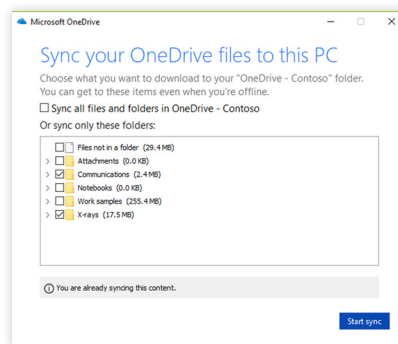 Microsoft OneDrive
Sync your OneDrive files to this PC
Choose what you want to download to your "OneDrive - Contoso" folder.
You can get to these items even when you're offline.
Sync all files and folders in OneDrive - Contoso
Or sync only these folders:
Files not in a folder (29.4 MB)
Attachments (0.0 KB)
Communications (2.4 MB)
Notebooks (0.0 KB)
Work samples (255.4 MB)
X-rays (17.5 MB)
You are already syncing this content.
Start sync